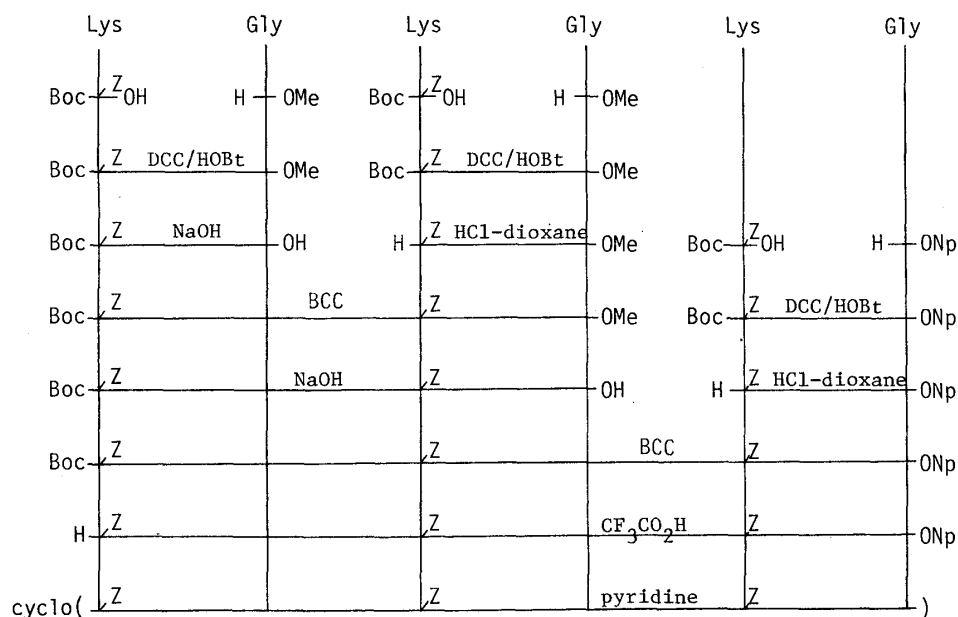 Lys Gly Lys Gly Lys Gly
Boc Z OH H OMe Boc Z OH H OMe
Boc Z DCC/HOBt OMe Boc Z DCC/HOBt OMe
Boc Z NaOH OH H Z HCl-dioxane OMe Boc Z OH H ONp
Boc Z BCC Z OMe Boc Z DCC/HOBt ONp
Boc Z NaOH Z OH H Z HCl-dioxane ONp
Boc Z Z BCC Z ONp
H Z Z CF3CO2H Z ONp
cyclo( Z Z pyridine Z )